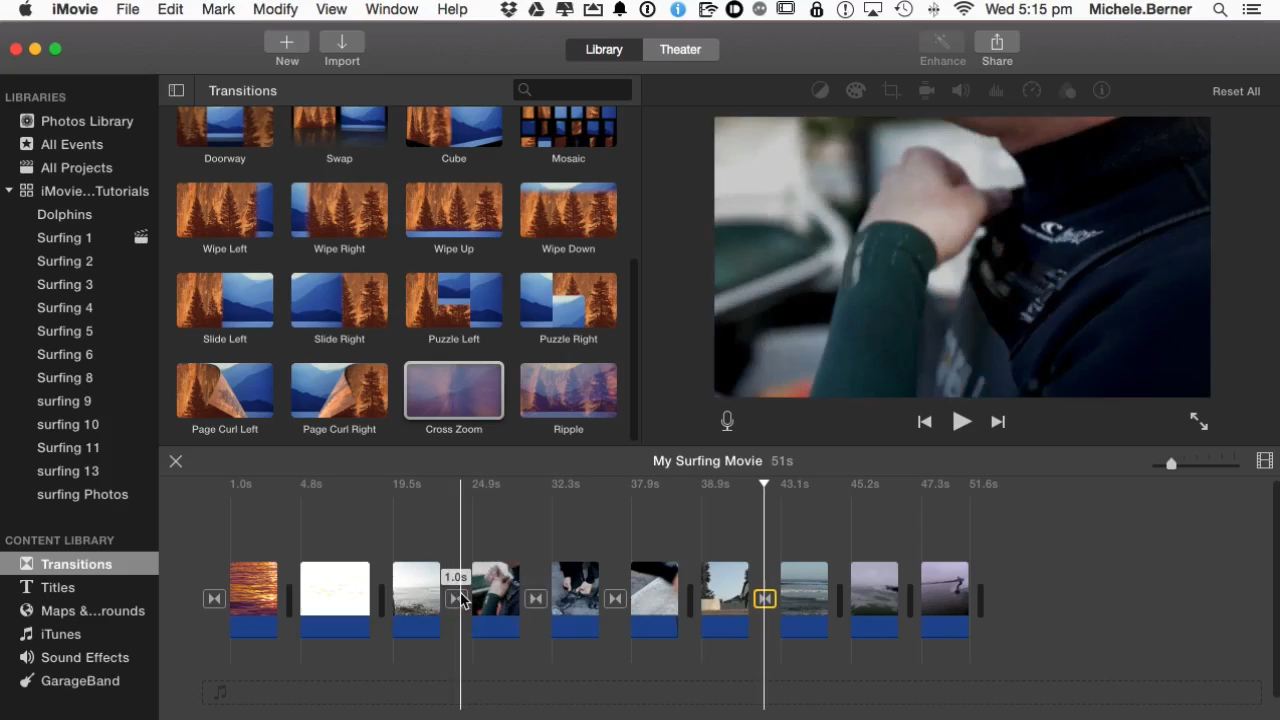 iMovie File Edit Mark Modify View Window Help Wed 5:15 pm Michele.Berner
New Import Library Theater Enhance Share
LIBRARIES
Photos Library
All Events
All Projects
iMovie…Tutorials
Dolphins
Surfing 1
Surfing 2
Surfing 3
Surfing 4
Surfing 5
Surfing 6
Surfing 8
surfing 9
surfing 10
Surfing 11
surfing 13
surfing Photos
CONTENT LIBRARY
Transitions
Titles
Maps &…rounds
iTunes
Sound Effects
GarageBand
Transitions
Doorway Swap Cube Mosaic
Wipe Left Wipe Right Wipe Up Wipe Down
Slide Left Slide Right Puzzle Left Puzzle Right
Page Curl Left Page Curl Right Cross Zoom Ripple
Reset All
My Surfing Movie 51s
1.0s 4.8s 19.5s 24.9s 32.3s 37.9s 38.9s 43.1s 45.2s 47.3s 51.6s
1.0s